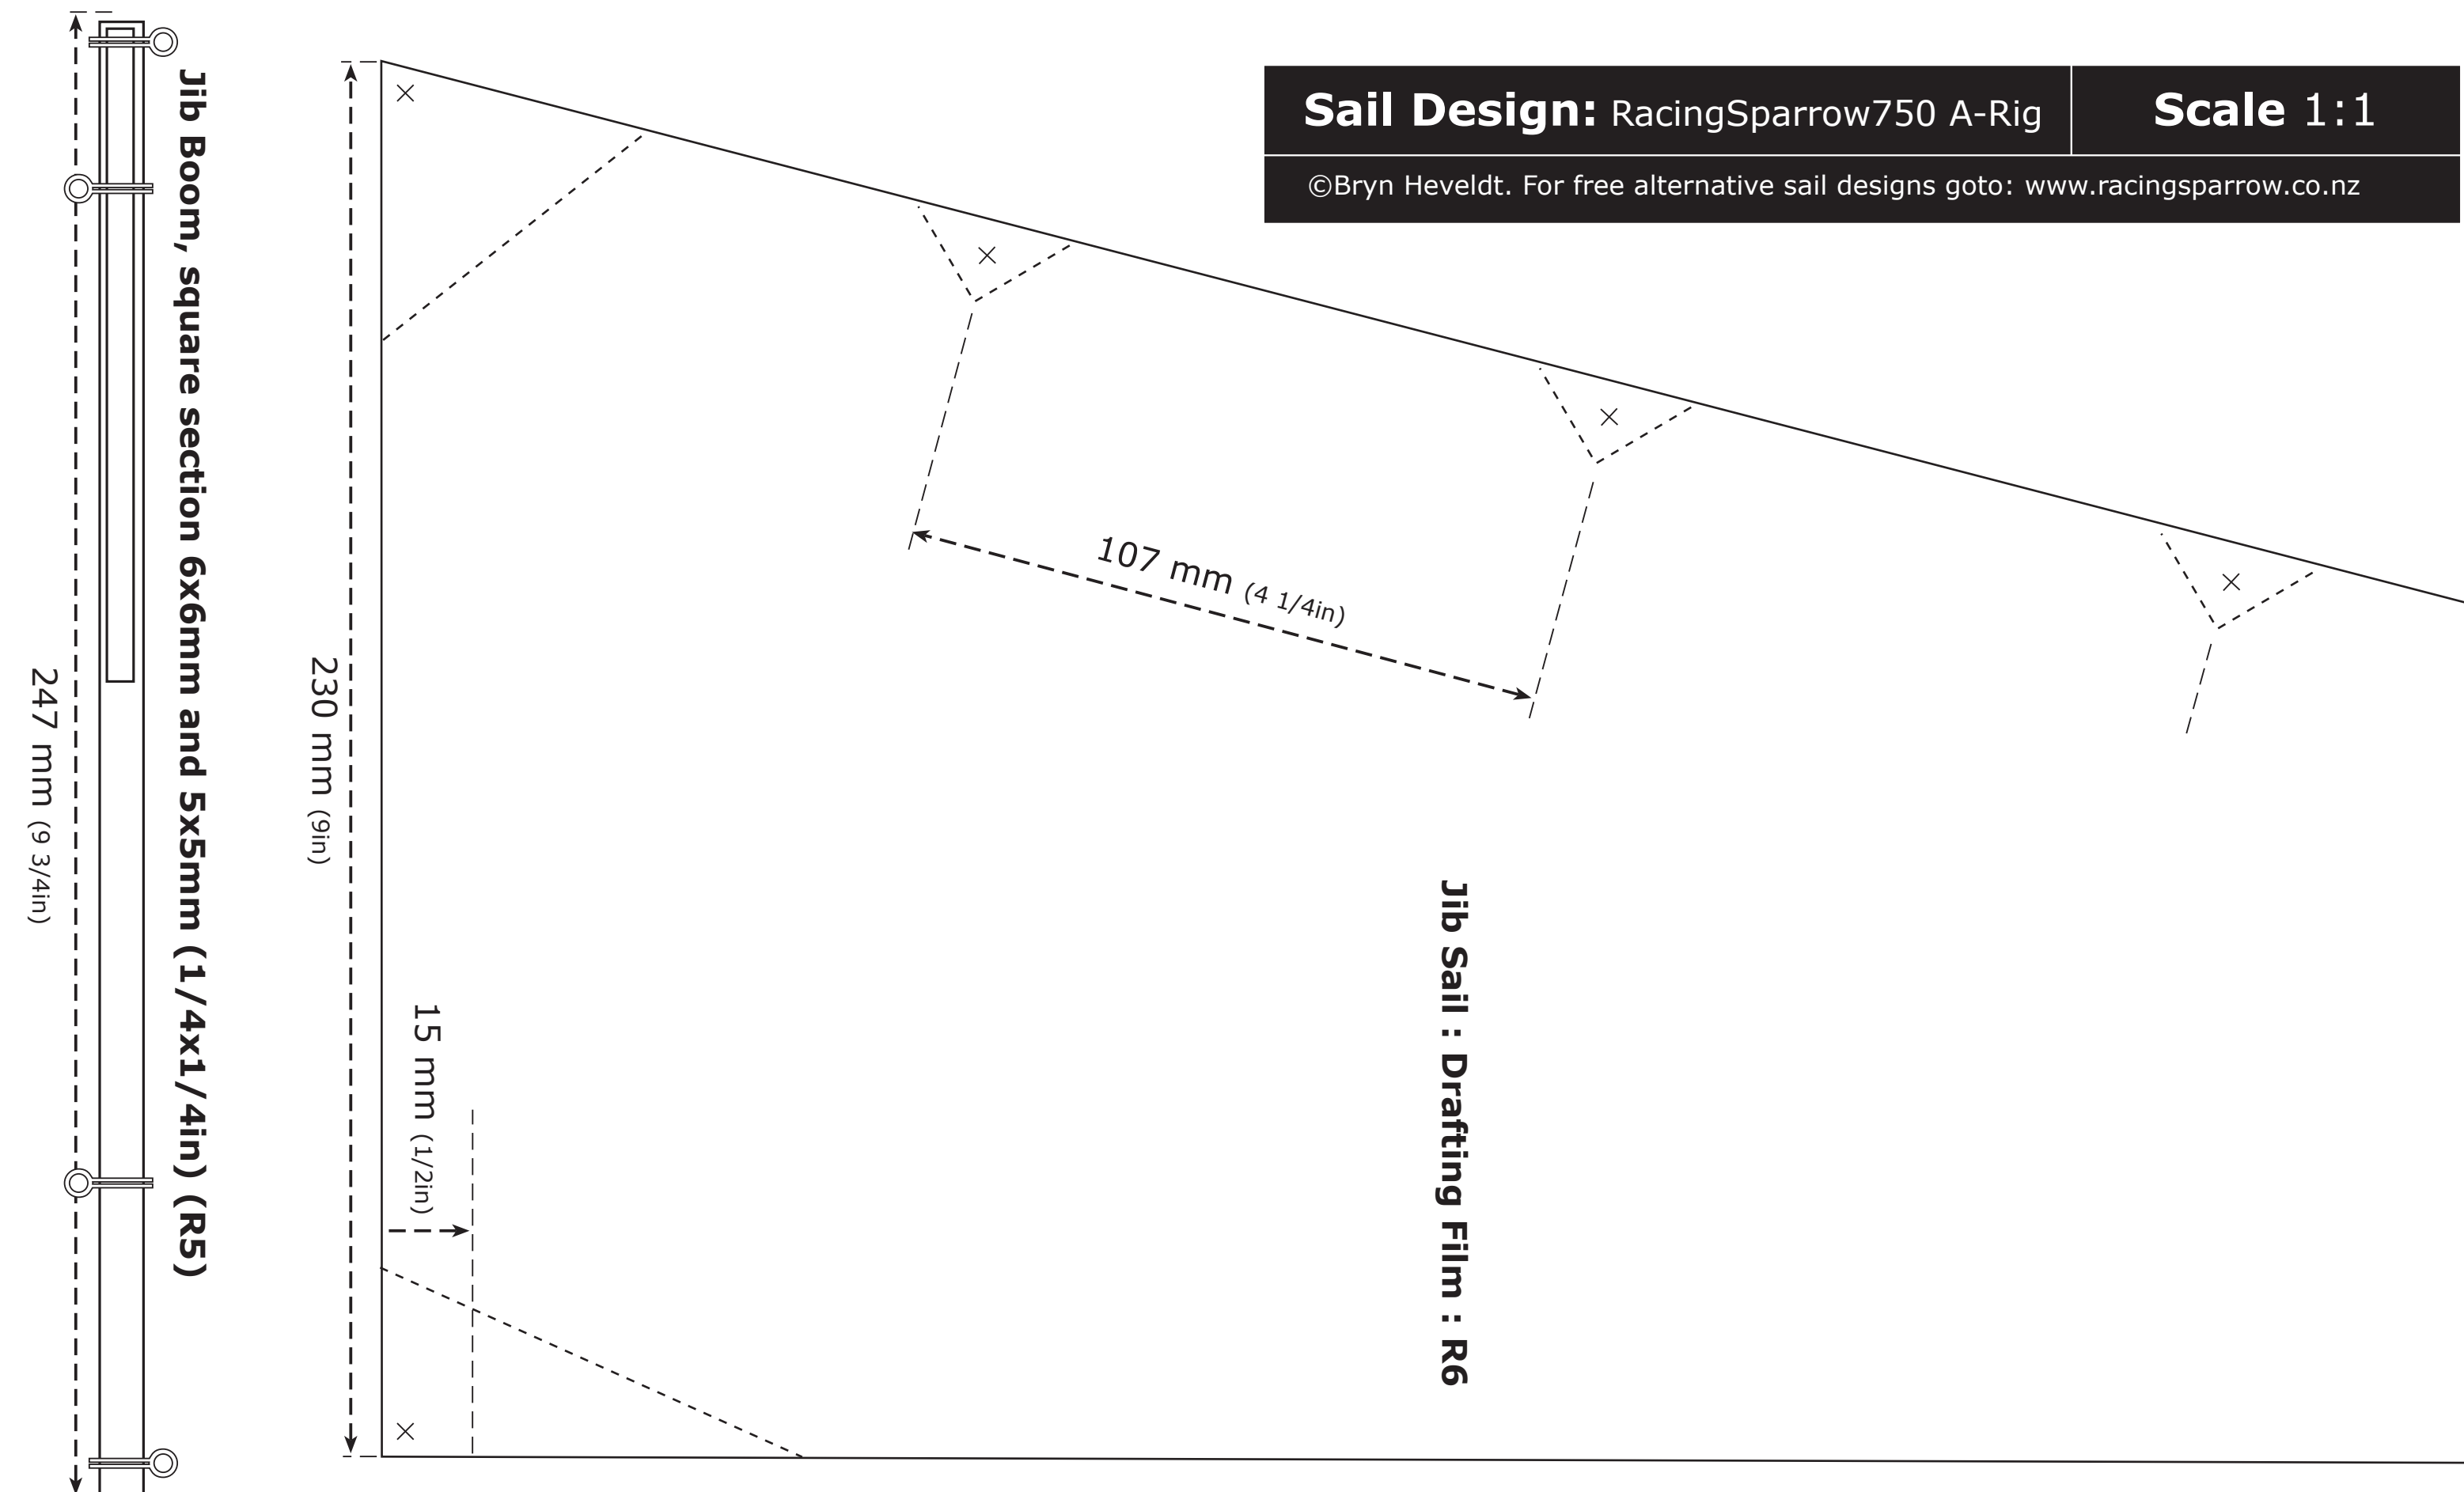 Sail Design: RacingSparrow750 A-Rig
Scale 1:1
©Bryn Heveldt. For free alternative sail designs goto: www.racingsparrow.co.nz
Jib Boom, square section 6x6mm and 5x5mm (1/4x1/4in) (R5)
247 mm (9 3/4in)
230 mm (9in)
107 mm (4 1/4in)
15 mm (1/2in)
Jib Sail : Drafting Film : R6